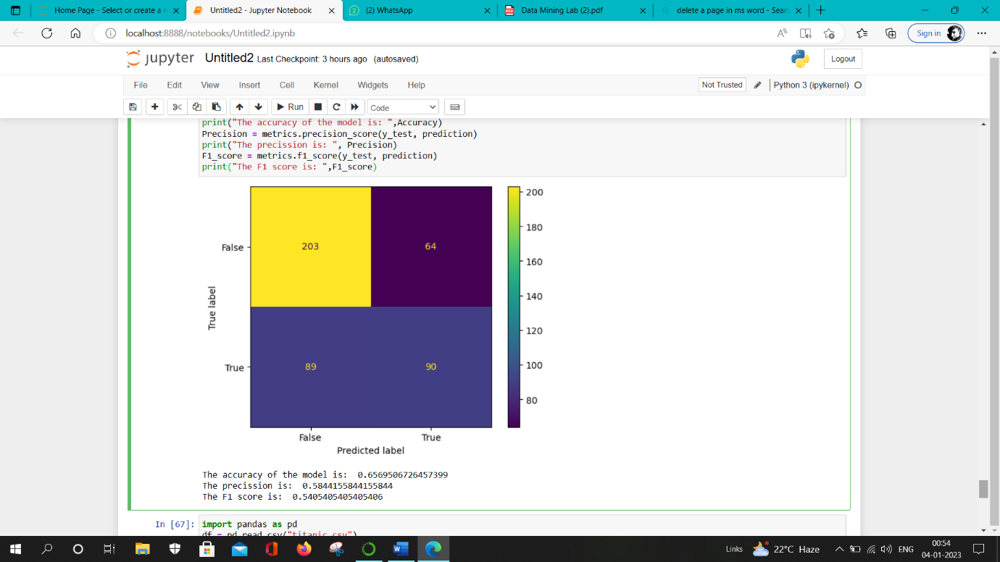 Home Page - Select or create a n
Untitled2 - Jupyter Notebook
(2) WhatsApp
Data Mining Lab (2).pdf
delete a page in ms word - Searc
localhost:8888/notebooks/Untitled2.ipynb
Sign in
jupyter Untitled2 Last Checkpoint: 3 hours ago (autosaved)
Logout
File Edit View Insert Cell Kernel Widgets Help
Not Trusted
Python 3 (ipykernel)
Run
Code
print("The accuracy of the model is: ",Accuracy)
Precision = metrics.precision_score(y_test, prediction)
print("The precission is: ", Precision)
F1_score = metrics.f1_score(y_test, prediction)
print("The F1 score is: ",F1_score)
200
180
160
140
120
100
80
False
203
64
True label
True
89
90
False
True
Predicted label
The accuracy of the model is: 0.6569506726457399
The precission is: 0.5844155844155844
The F1 score is: 0.5405405405405406
In [67]: import pandas as pd
df = pd.read_csv("titanic.csv")
Links
22°C Haze
ENG
00:54
04-01-2023